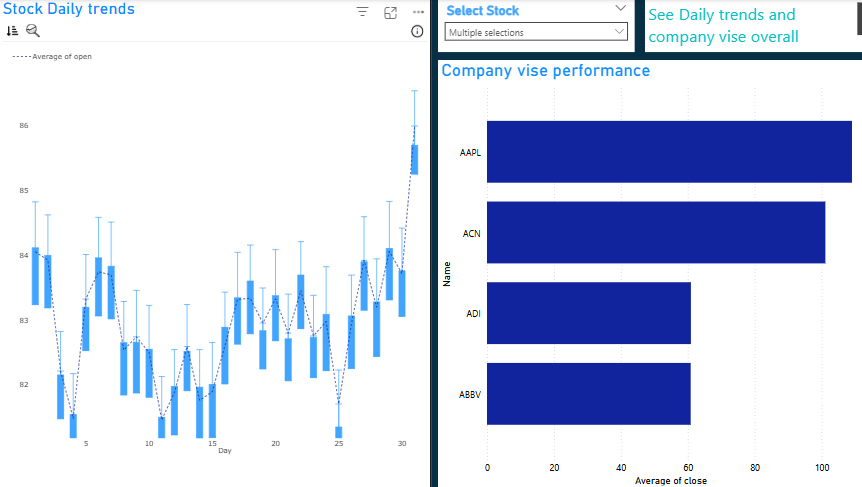 Stock Daily trends
Average of open
86
85
84
83
82
5
10
15
20
25
30
Day
Select Stock
Multiple selections
See Daily trends and
company vise overall
Company vise performance
AAPL
ACN
ADI
ABBV
Name
0
20
40
60
80
100
Average of close